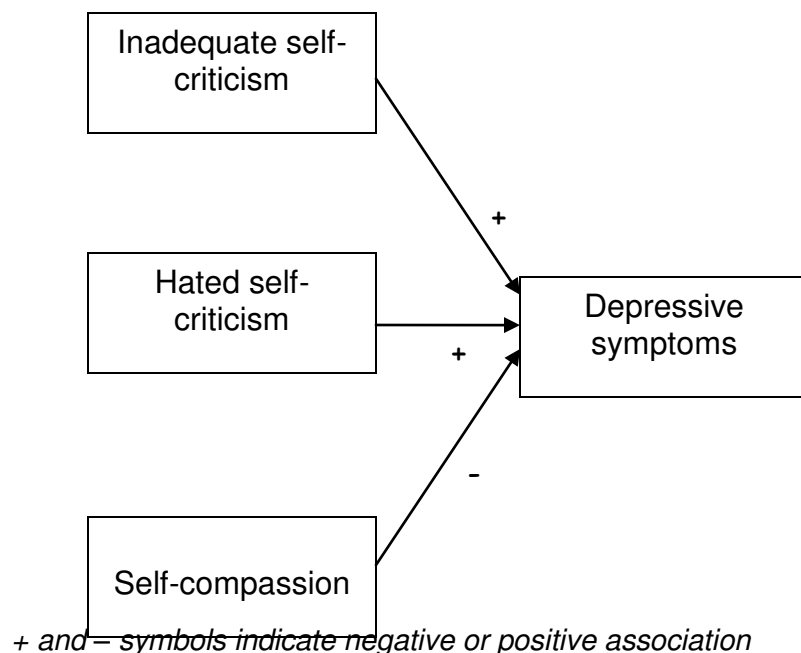 Inadequate self-
criticism
+
Hated self-
criticism
+
Depressive
symptoms
-
Self-compassion
+ and – symbols indicate negative or positive association